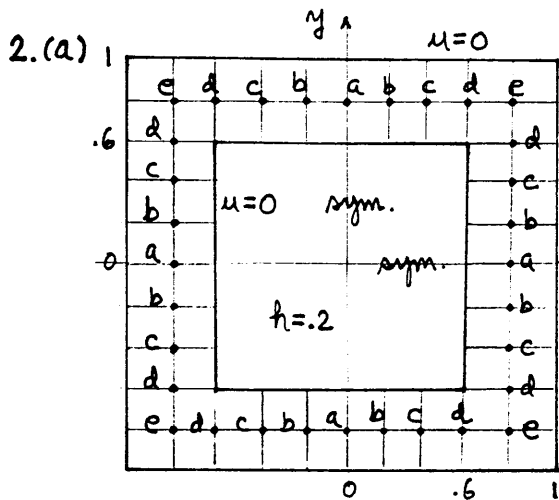 y
u=0
2.(a) 1
e d c b a b c d e
.6 d d
c c
b u=0 sym. b
0 a sym. a
b h=.2 b
c c
d d
e d c b a b c d e
0 .6 1